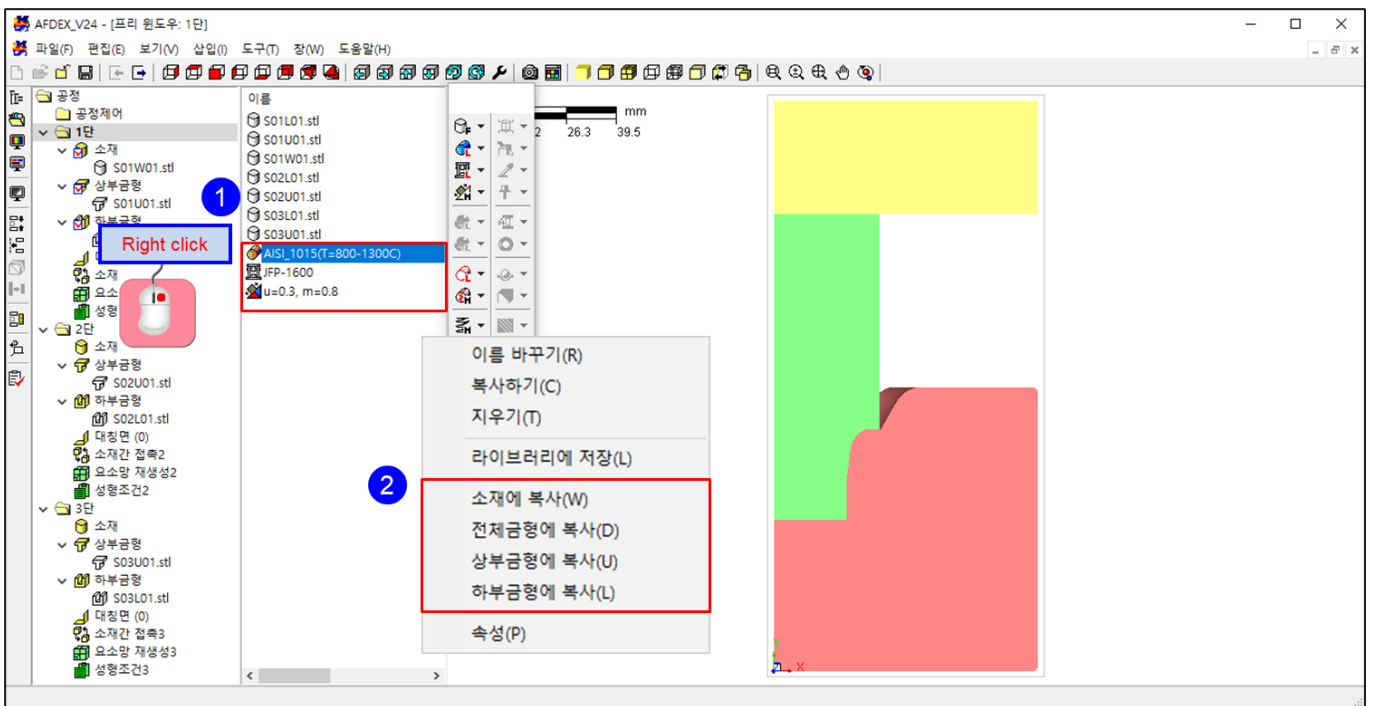 AFDEX_V24 - [프리 윈도우: 1단]
파일(F) 편집(E) 보기(V) 삽입(I) 도구(T) 창(W) 도움말(H)
공정
공정제어
1단
소재
S01W01.stl
상부금형
S01U01.stl
하부금형
소재
요소
성형
2단
소재
상부금형
S02U01.stl
하부금형
S02L01.stl
대칭면 (0)
소재간 접촉2
요소망 재생성2
성형조건2
3단
소재
상부금형
S03U01.stl
하부금형
S03L01.stl
대칭면 (0)
소재간 접촉3
요소망 재생성3
성형조건3
1
Right click
이름
S01L01.stl
S01U01.stl
S01W01.stl
S02L01.stl
S02U01.stl
S03L01.stl
S03U01.stl
AISI_1015(T=800-1300C)
JFP-1600
u=0.3, m=0.8
mm
2 26.3 39.5
2
이름 바꾸기(R)
복사하기(C)
지우기(T)
라이브러리에 저장(L)
소재에 복사(W)
전체금형에 복사(D)
상부금형에 복사(U)
하부금형에 복사(L)
속성(P)
Y
Z X